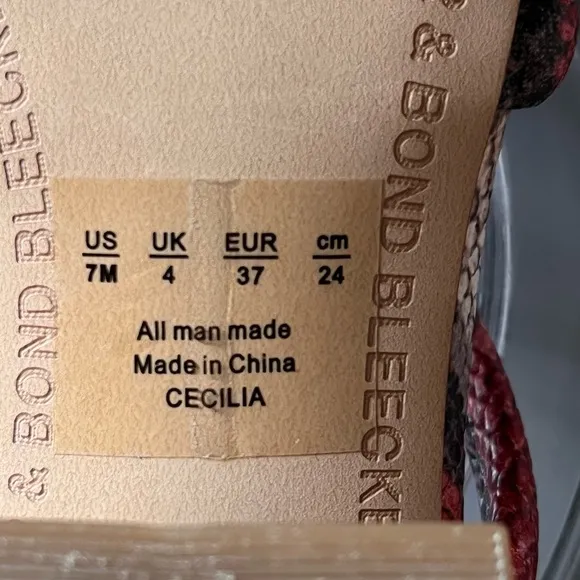 & BOND BLEECK
P & BOND BLEECKE
US UK EUR cm
7M 4 37 24
All man made
Made in China
CECILIA